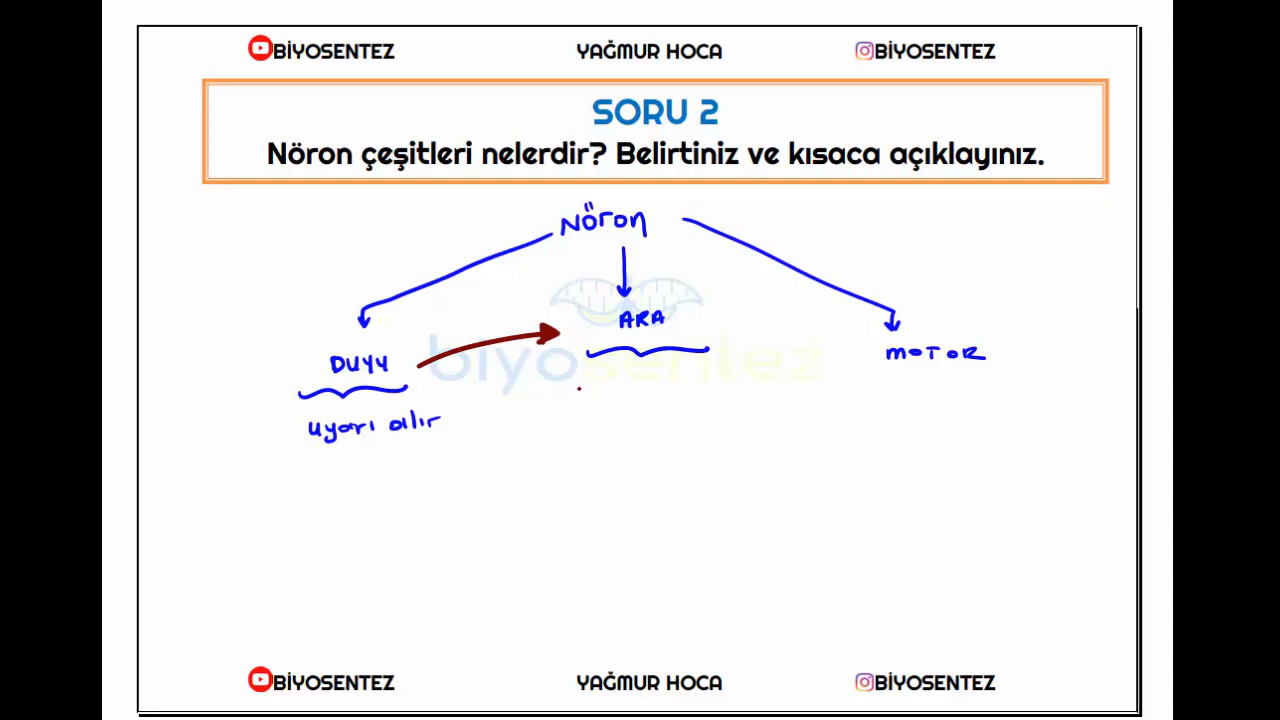 BİYOSENTEZ YAĞMUR HOCA BİYOSENTEZ
SORU 2
Nöron çeşitleri nelerdir? Belirtiniz ve kısaca açıklayınız.
Nöron
ARA
MOTOR
DUYU
uyarı alır
biyosentez
BİYOSENTEZ YAĞMUR HOCA BİYOSENTEZ